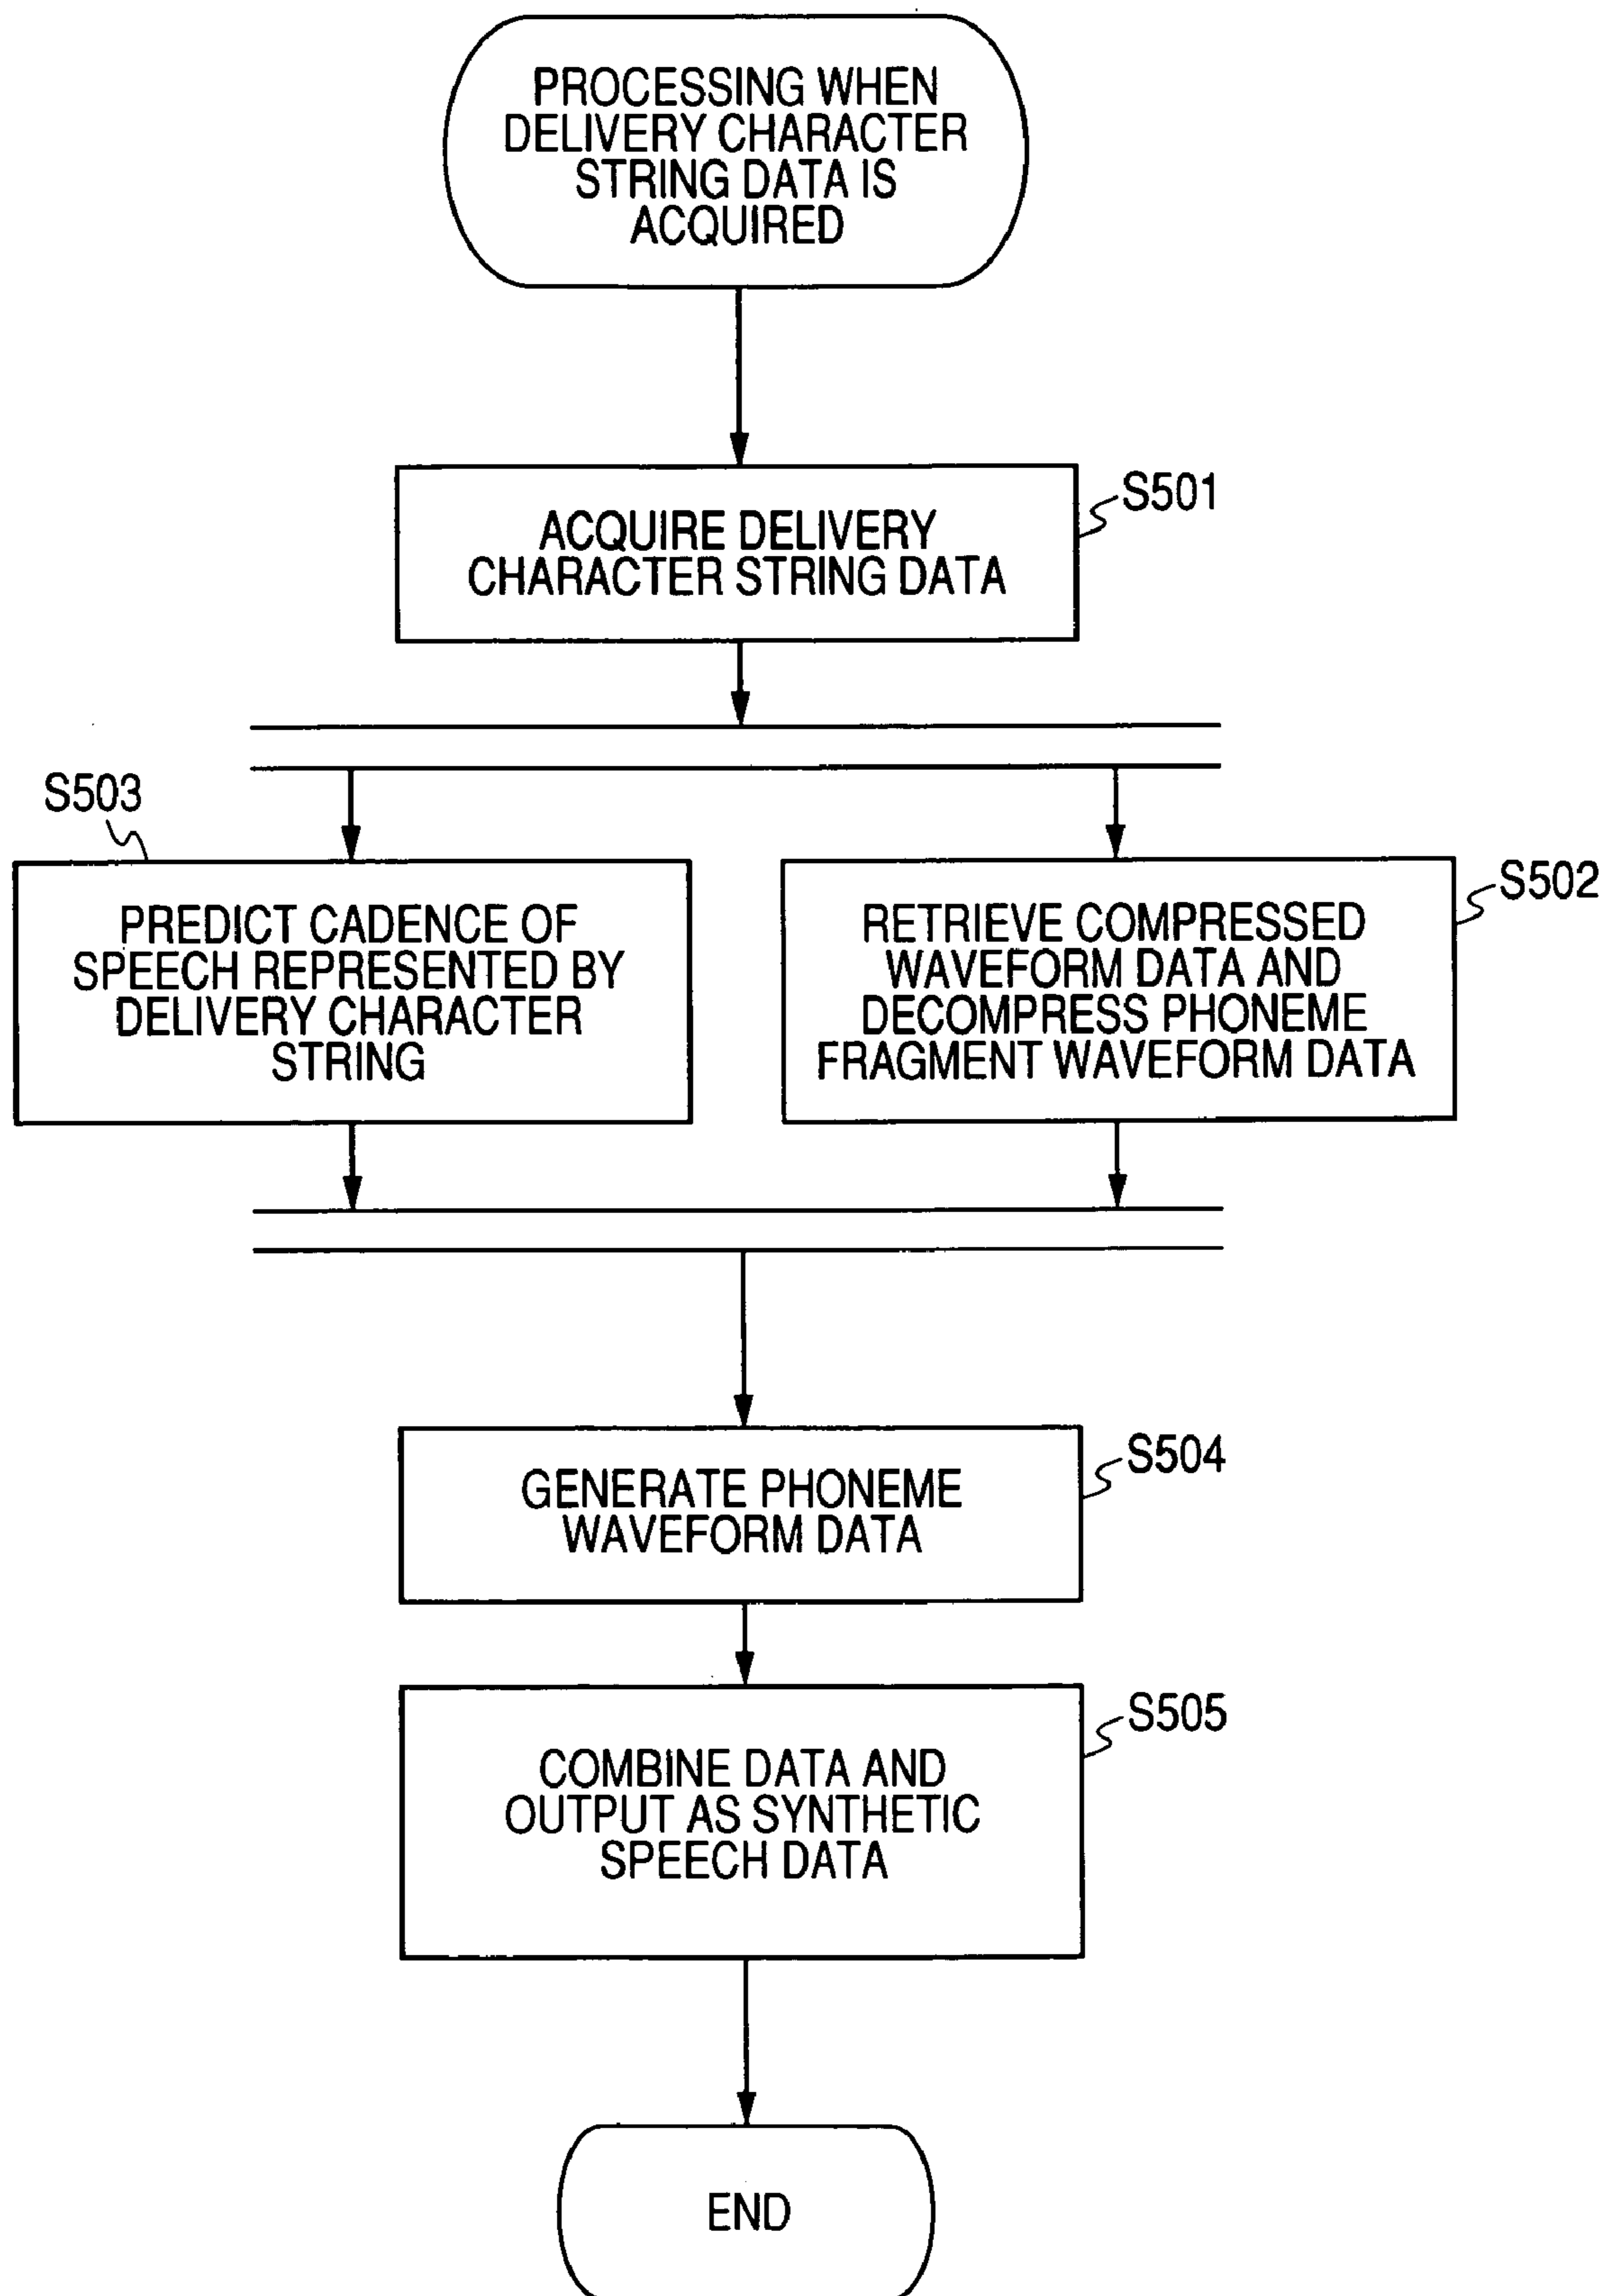 PROCESSING WHEN
DELIVERY CHARACTER
STRING DATA IS
ACQUIRED
S501
ACQUIRE DELIVERY
CHARACTER STRING DATA
S503
PREDICT CADENCE OF
SPEECH REPRESENTED BY
DELIVERY CHARACTER
STRING
S502
RETRIEVE COMPRESSED
WAVEFORM DATA AND
DECOMPRESS PHONEME
FRAGMENT WAVEFORM DATA
S504
GENERATE PHONEME
WAVEFORM DATA
S505
COMBINE DATA AND
OUTPUT AS SYNTHETIC
SPEECH DATA
END